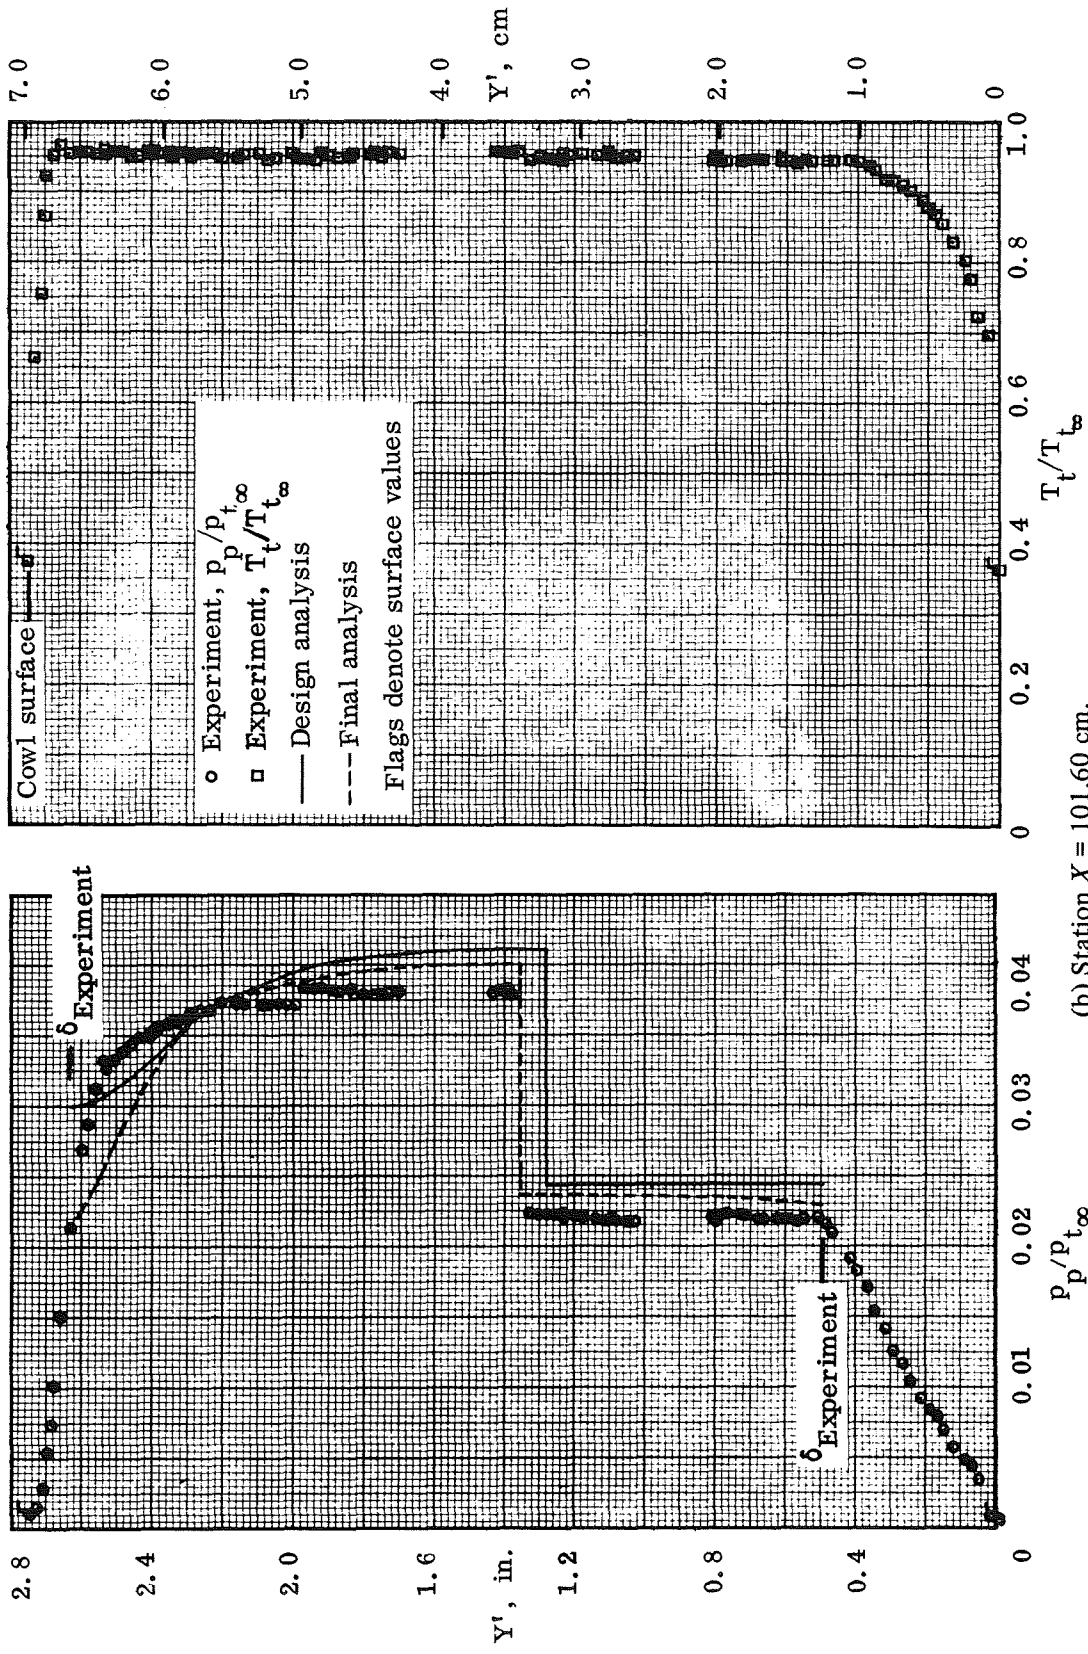 δExperiment
δExperiment
2.8
2.4
2.0
1.6
Y', in.
1.2
0.8
0.4
0
0.01
0.02
0.03
0.04
pp/pt∞
Cowl surface
Experiment, pp/pt,∞
Experiment, Tt/Tt∞
Design analysis
Final analysis
Flags denote surface values
7.0
6.0
5.0
4.0
Y', cm
3.0
2.0
1.0
0
0
0.2
0.4
0.6
0.8
1.0
Tt/Tt∞
(b) Station X = 101.60 cm.